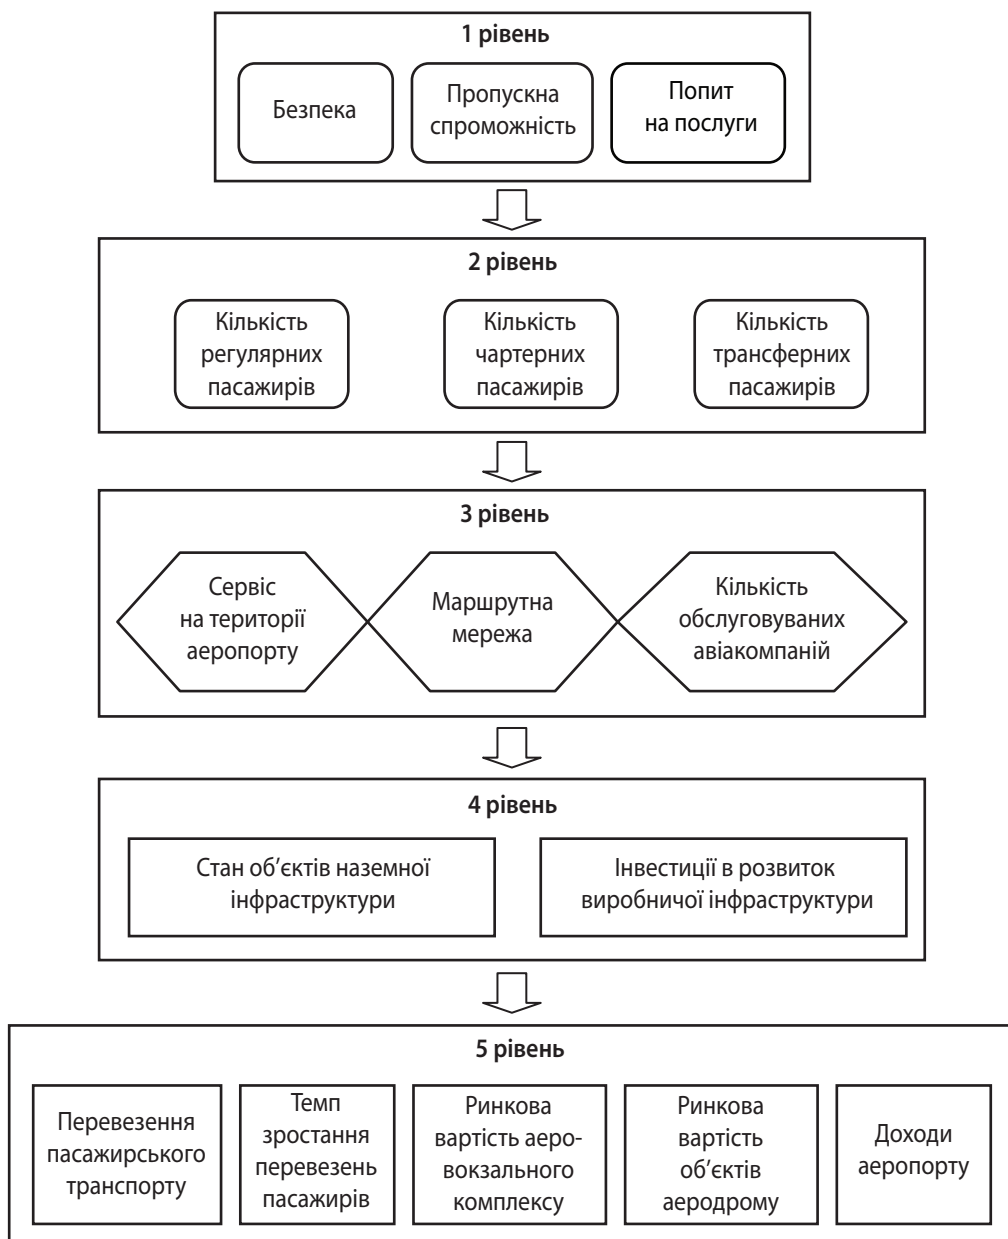 1 рівень
Безпека
Пропускна
спроможність
Попит
на послуги
2 рівень
Кількість
регулярних
пасажирів
Кількість
чартерних
пасажирів
Кількість
трансферних
пасажирів
3 рівень
Сервіс
на території
аеропорту
Маршрутна
мережа
Кількість
обслуговуваних
авіакомпаній
4 рівень
Стан об’єктів наземної
інфраструктури
Інвестиції в розвиток
виробничої інфраструктури
5 рівень
Перевезення
пасажирського
транспорту
Темп
зростання
перевезень
пасажирів
Ринкова
вартість аеро-
вокзального
комплексу
Ринкова
вартість
об’єктів
аеродрому
Доходи
аеропорту